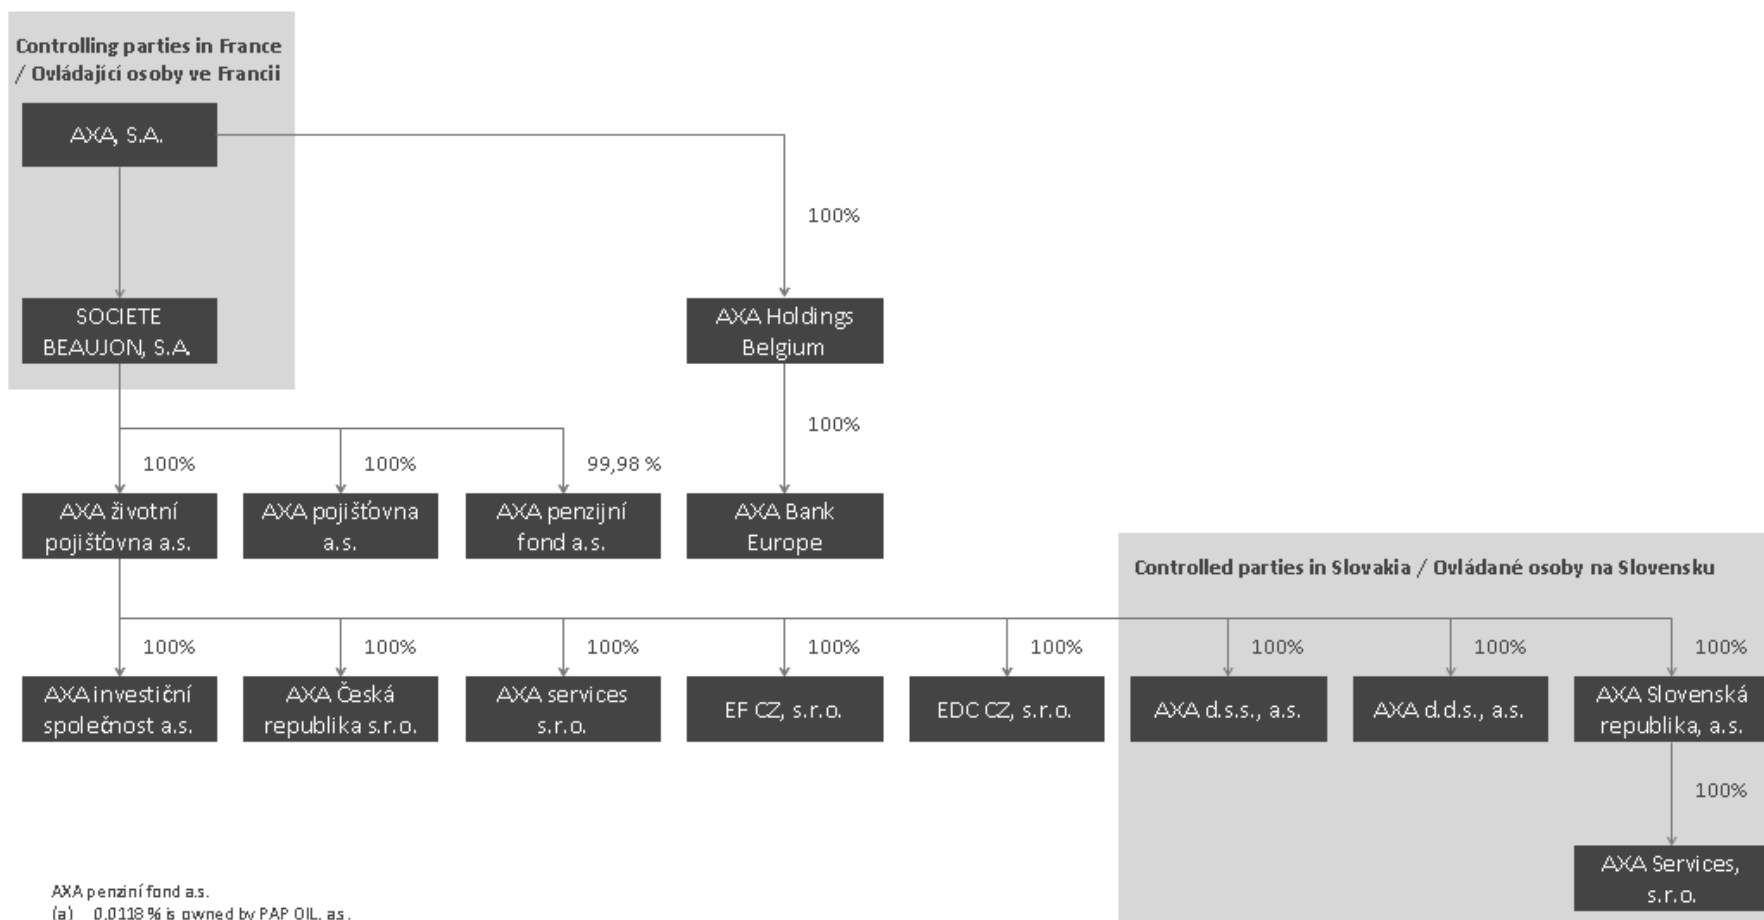 Controlling parties in France
/ Ovládající osoby ve Francii
AXA, S.A.
100%
SOCIETE
BEAUJON, S.A.
AXA Holdings
Belgium
100%
100%
100%
99,98 %
AXA životní
pojišťovna a.s.
AXA pojišťovna
a.s.
AXA penzijní
fond a.s.
AXA Bank
Europe
Controlled parties in Slovakia / Ovládané osoby na Slovensku
100%
100%
100%
100%
100%
100%
100%
100%
AXA investiční
společnost a.s.
AXA Česká
republika s.r.o.
AXA services
s.r.o.
EF CZ, s.r.o.
EDC CZ, s.r.o.
AXA d.s.s., a.s.
AXA d.d.s., a.s.
AXA Slovenská
republika, a.s.
100%
AXA Services,
s.r.o.
AXA penziní fond a.s.
(a) 0,0118 % is owned by PAP OIL, a.s.